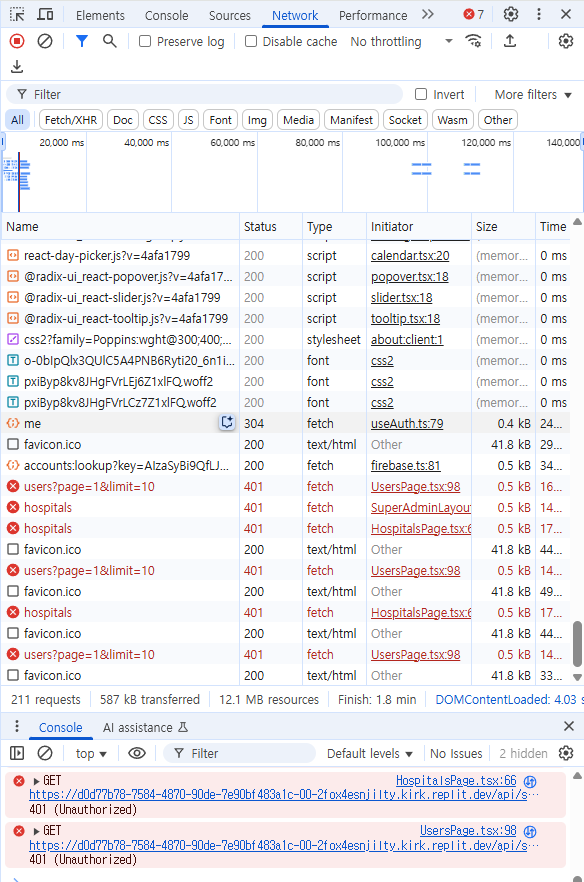 Elements Console Sources Network Performance 7
Preserve log Disable cache No throttling
Filter Invert More filters
All Fetch/XHR Doc CSS JS Font Img Media Manifest Socket Wasm Other
20,000 ms 40,000 ms 60,000 ms 80,000 ms 100,000 ms 120,000 ms 140,000
Name Status Type Initiator Size Time
react-day-picker.js?v=4afa1799 200 script calendar.tsx:20 (memor... 0 ms
@radix-ui_react-popover.js?v=4afa17... 200 script popover.tsx:18 (memor... 0 ms
@radix-ui_react-slider.js?v=4afa1799 200 script slider.tsx:18 (memor... 0 ms
@radix-ui_react-tooltip.js?v=4afa1799 200 script tooltip.tsx:18 (memor... 0 ms
css2?family=Poppins:wght@300;400;... 200 stylesheet about:client:1 (memor... 0 ms
o-0bIpQlx3QUlC5A4PNB6Ryti20_6n1i... 200 font css2 (memor... 0 ms
pxiByp8kv8JHgFVrLEj6Z1xlFQ.woff2 200 font css2 (memor... 0 ms
pxiByp8kv8JHgFVrLCz7Z1xlFQ.woff2 200 font css2 (memor... 0 ms
me 304 fetch useAuth.ts:79 0.4 kB 24...
favicon.ico 200 text/html Other 41.8 kB 29...
accounts:lookup?key=AIzaSyBi9QfLJ... 200 fetch firebase.ts:81 0.5 kB 34...
users?page=1&limit=10 401 fetch UsersPage.tsx:98 0.5 kB 16...
hospitals 401 fetch SuperAdminLayou 0.5 kB 14...
hospitals 401 fetch HospitalsPage.tsx:6 0.5 kB 17...
favicon.ico 200 text/html Other 41.8 kB 44...
users?page=1&limit=10 401 fetch UsersPage.tsx:98 0.5 kB 14...
favicon.ico 200 text/html Other 41.8 kB 49...
hospitals 401 fetch HospitalsPage.tsx:6 0.5 kB 17...
favicon.ico 200 text/html Other 41.8 kB 44...
users?page=1&limit=10 401 fetch UsersPage.tsx:98 0.5 kB 14...
favicon.ico 200 text/html Other 41.8 kB 33...
211 requests 587 kB transferred 12.1 MB resources Finish: 1.8 min DOMContentLoaded: 4.03 s
Console AI assistance
top Filter Default levels No Issues 2 hidden
GET HospitalsPage.tsx:66
https://d0d77b78-7584-4870-90de-7e90bf483a1c-00-2fox4esnjilty.kirk.replit.dev/api/s…
401 (Unauthorized)
GET UsersPage.tsx:98
https://d0d77b78-7584-4870-90de-7e90bf483a1c-00-2fox4esnjilty.kirk.replit.dev/api/s…
401 (Unauthorized)